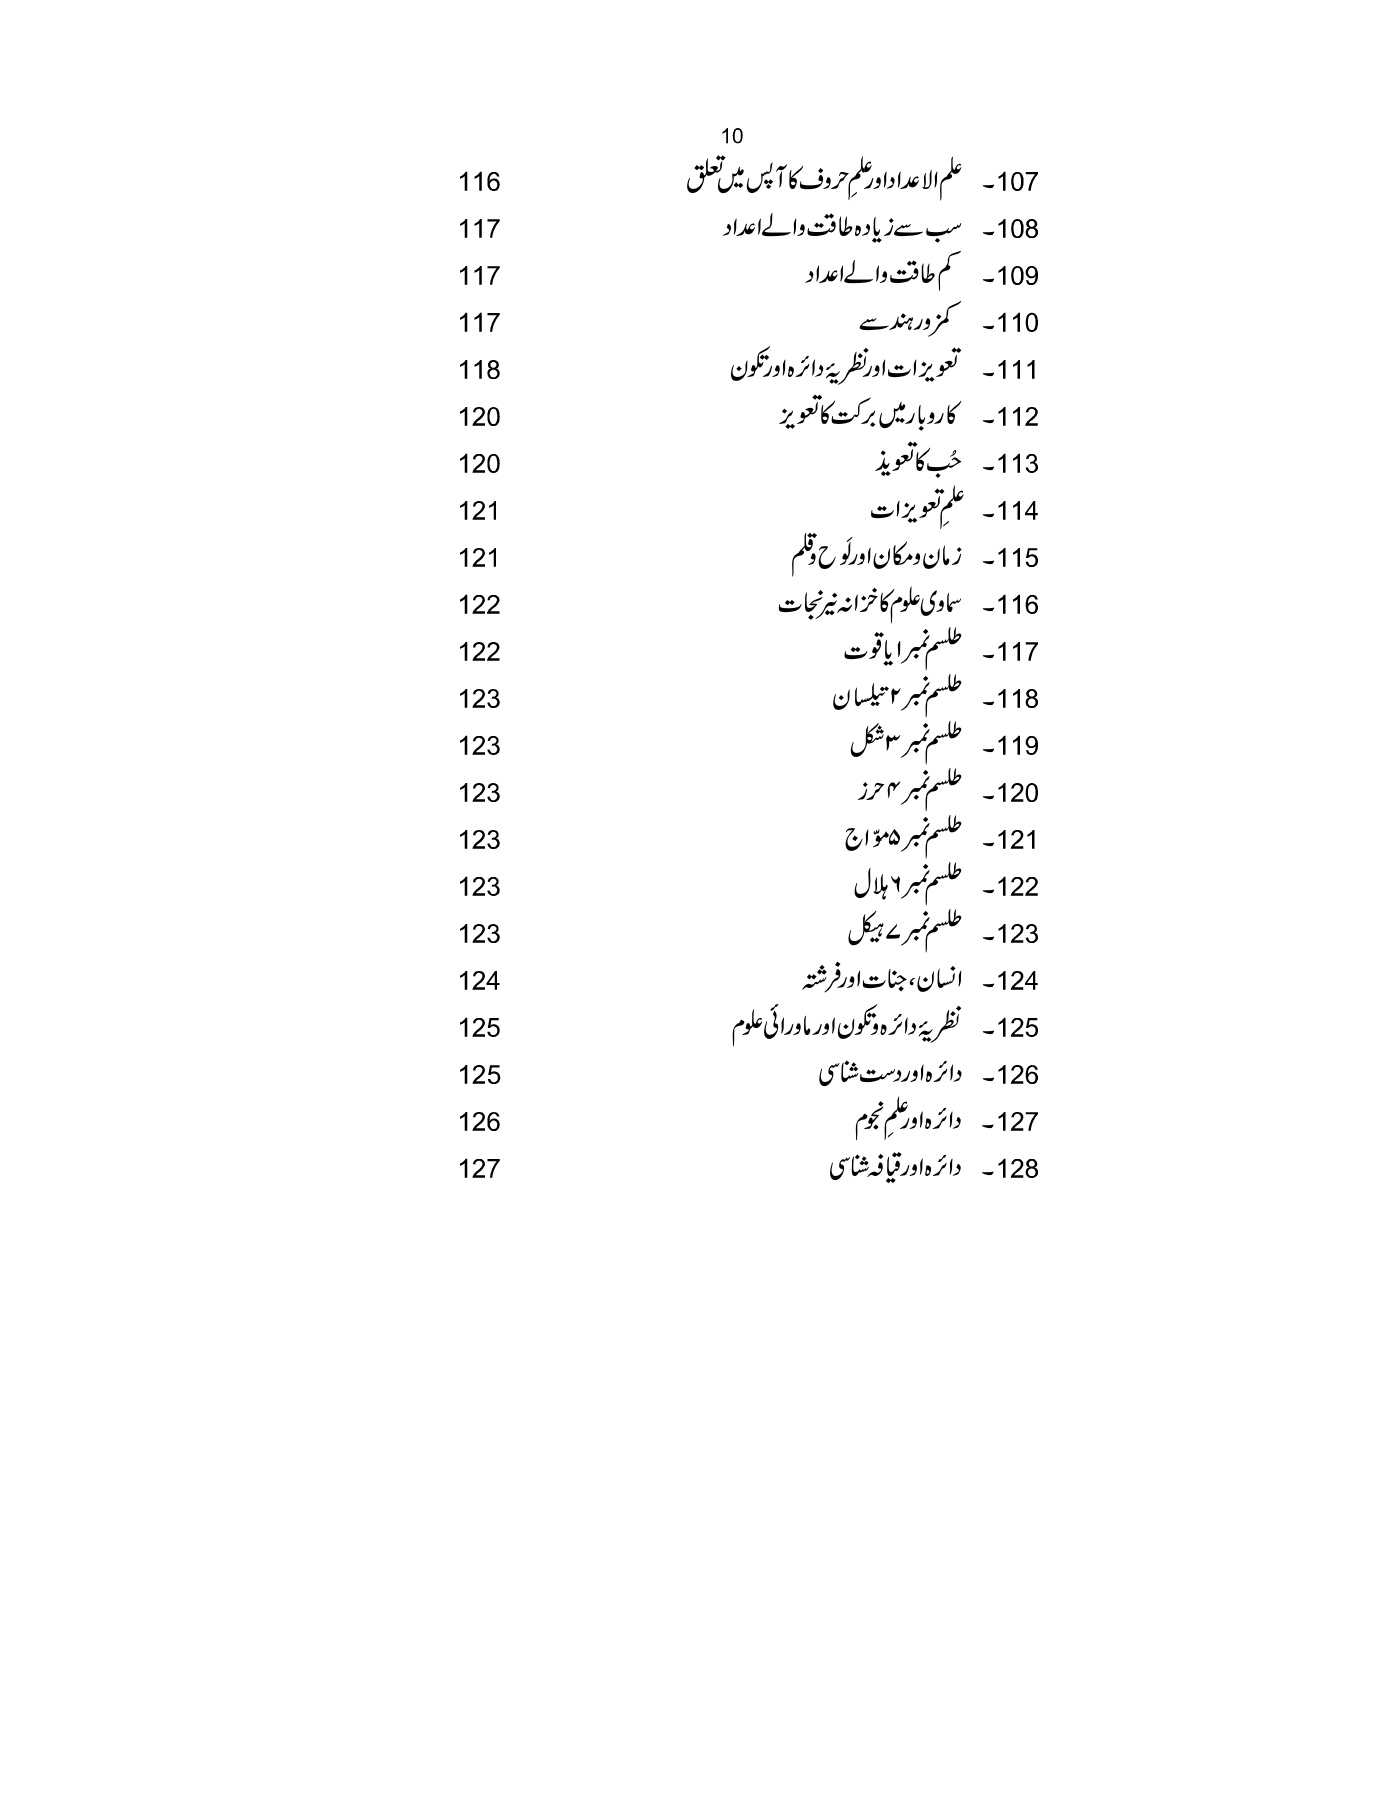 10
107۔ علم الاعداد اور علمِ حروف کا آپس میں تعلق 116
108۔ سب سے زیادہ طاقت والے اعداد 117
109۔ کم طاقت والے اعداد 117
110۔ کمزور ہندسے 117
111۔ تعویزات اور نظریۂ دائرہ اور تکون 118
112۔ کاروبار میں برکت کا تعویز 120
113۔ حُب کا تعویذ 120
114۔ علمِ تعویزات 121
115۔ زمان و مکان اور لَوح و قلم 121
116۔ سماوی علوم کا خزانہ نیرنجات 122
117۔ طلسم نمبر ۱ یاقوت 122
118۔ طلسم نمبر ۲ تیلسان 123
119۔ طلسم نمبر ۳ شکل 123
120۔ طلسم نمبر ۴ حرز 123
121۔ طلسم نمبر ۵ موّاج 123
122۔ طلسم نمبر ۶ ہلال 123
123۔ طلسم نمبر ۷ ہیکل 123
124۔ انسان، جنات اور فرشتہ 124
125۔ نظریۂ دائرہ و تکون اور ماورائی علوم 125
126۔ دائرہ اور دست شناسی 125
127۔ دائرہ اور علمِ نجوم 126
128۔ دائرہ اور قیافہ شناسی 127